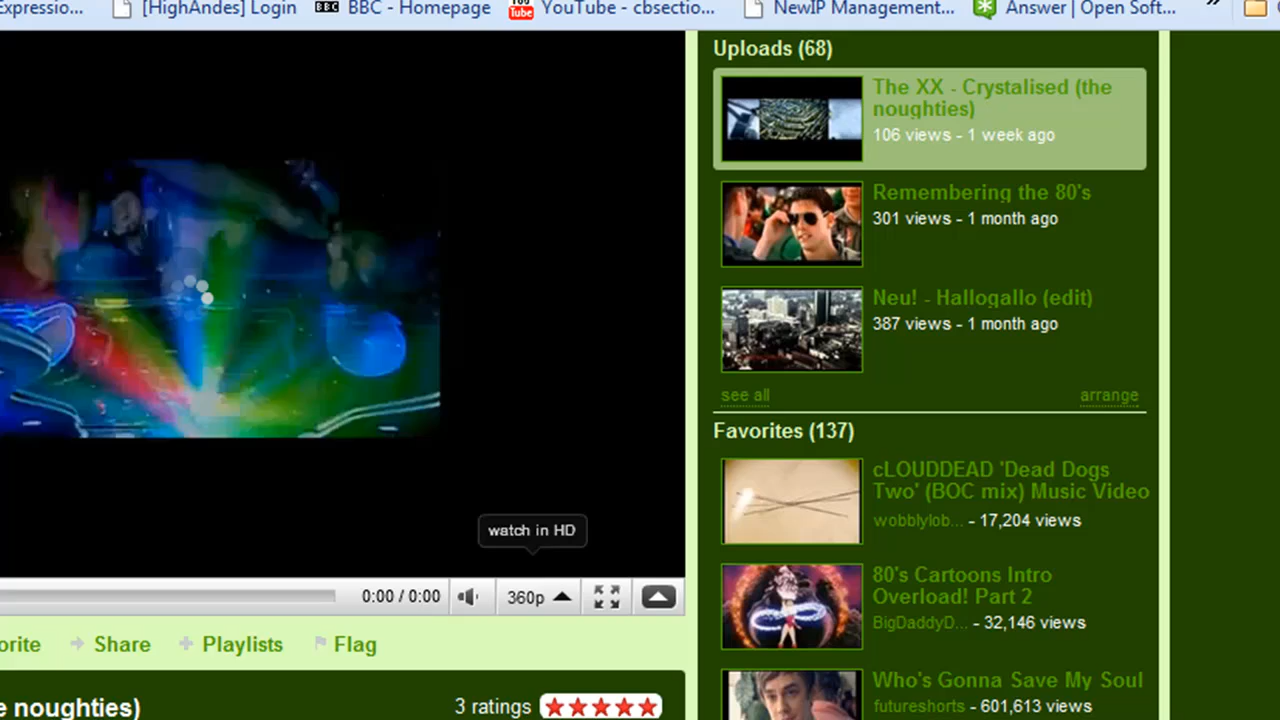 Expressio...
[HighAndes] Login
BBC
BBC - Homepage
You
Tube
YouTube - cbsectio...
NewIP Management...
Answer | Open Soft...
»
Uploads (68)
The XX - Crystalised (the
noughties)
106 views - 1 week ago
Remembering the 80's
301 views - 1 month ago
Neu! - Hallogallo (edit)
387 views - 1 month ago
see all
arrange
Favorites (137)
cLOUDDEAD 'Dead Dogs
Two' (BOC mix) Music Video
wobblylob... - 17,204 views
watch in HD
80's Cartoons Intro
Overload! Part 2
BigDaddyD... - 32,146 views
0:00 / 0:00
360p
orite
Share
Playlists
Flag
Who's Gonna Save My Soul
futureshorts - 601,613 views
e noughties)
3 ratings